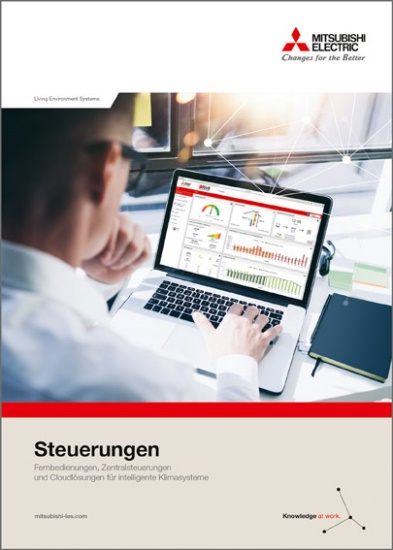 MITSUBISHI
ELECTRIC
Changes for the Better
Living Environment Systems
Steuerungen
Fernbedienungen, Zentralsteuerungen
und Cloudlösungen für intelligente Klimasysteme
mitsubishi-les.com
Knowledge at work.